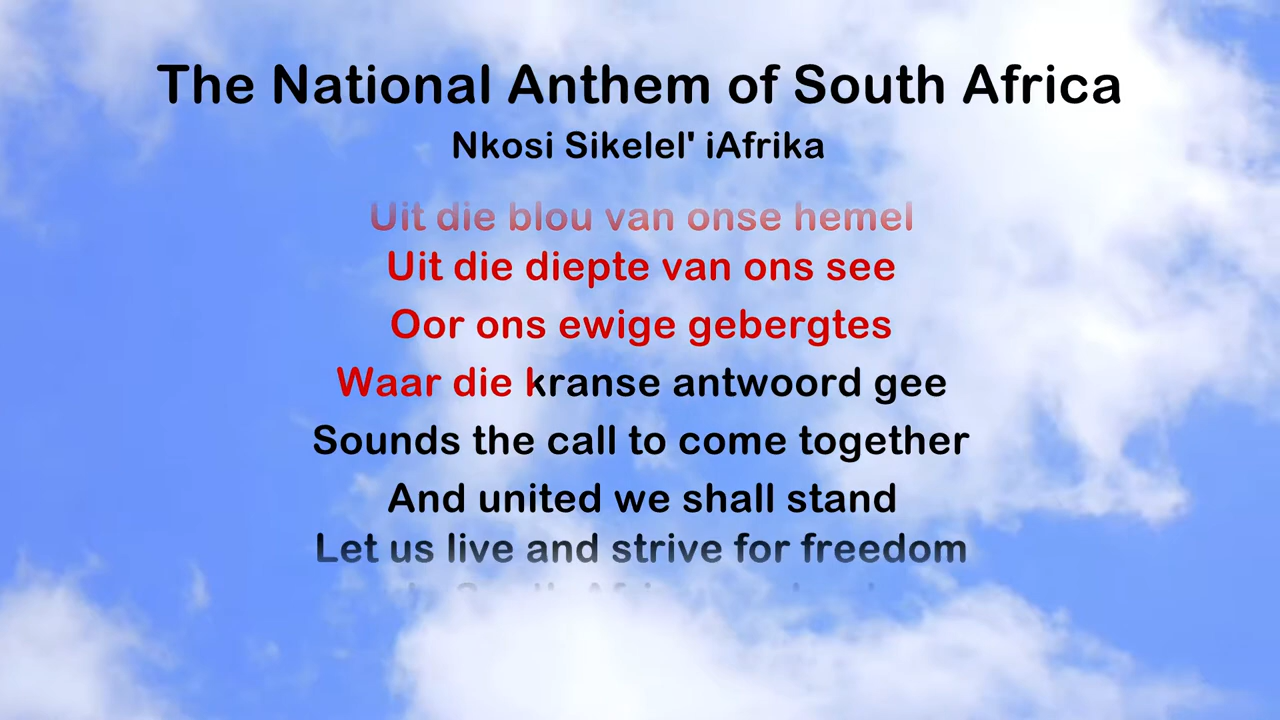 The National Anthem of South Africa
Nkosi Sikelel' iAfrika
Uit die blou van onse hemel
Uit die diepte van ons see
Oor ons ewige gebergtes
Waar die kranse antwoord gee
Sounds the call to come together
And united we shall stand
Let us live and strive for freedom